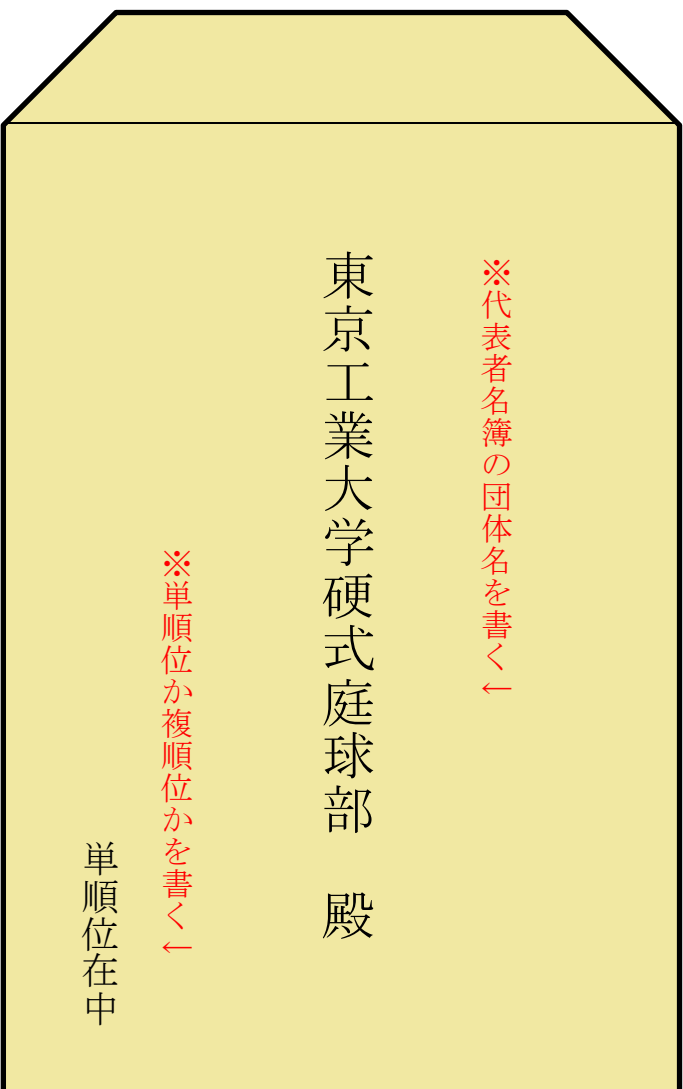 ※代表者名簿の団体名を書く←
東京工業大学硬式庭球部　殿
※単順位か複順位かを書く←
単順位在中